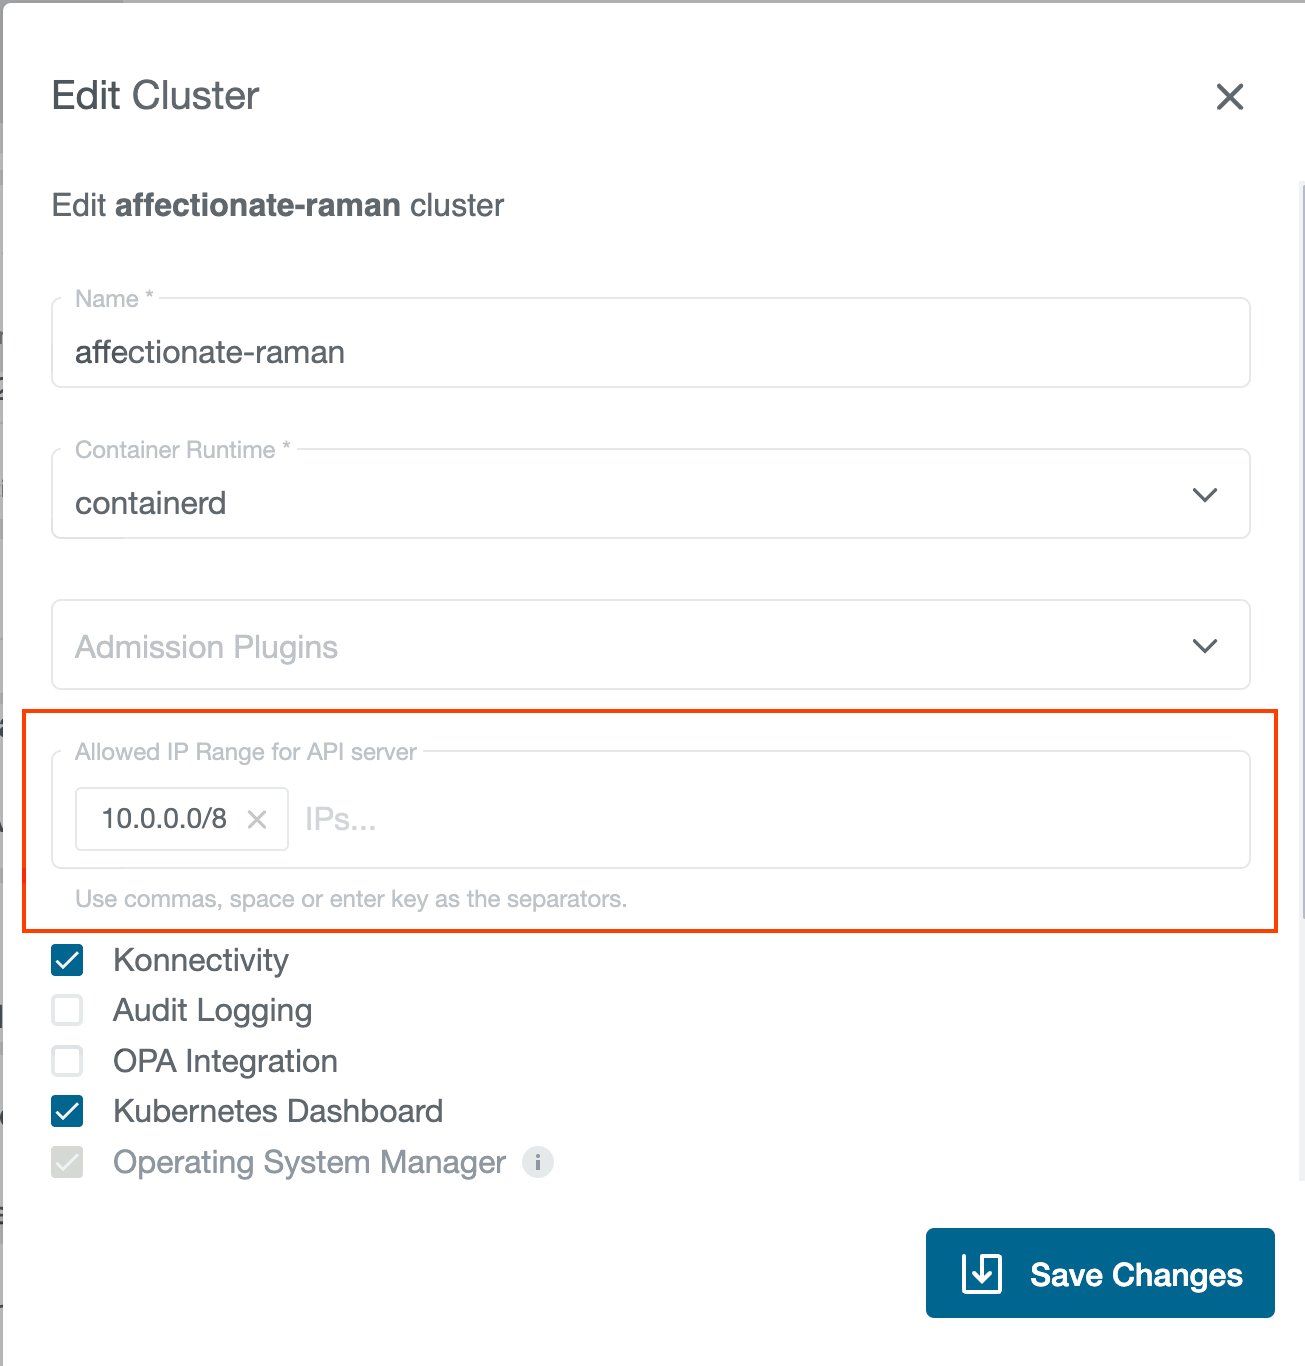 Edit Cluster
Edit affectionate-raman cluster
Name *
affectionate-raman
Container Runtime *
containerd
Admission Plugins
Allowed IP Range for API server
10.0.0.0/8 IPs...
Use commas, space or enter key as the separators.
Konnectivity
Audit Logging
OPA Integration
Kubernetes Dashboard
Operating System Manager
Save Changes